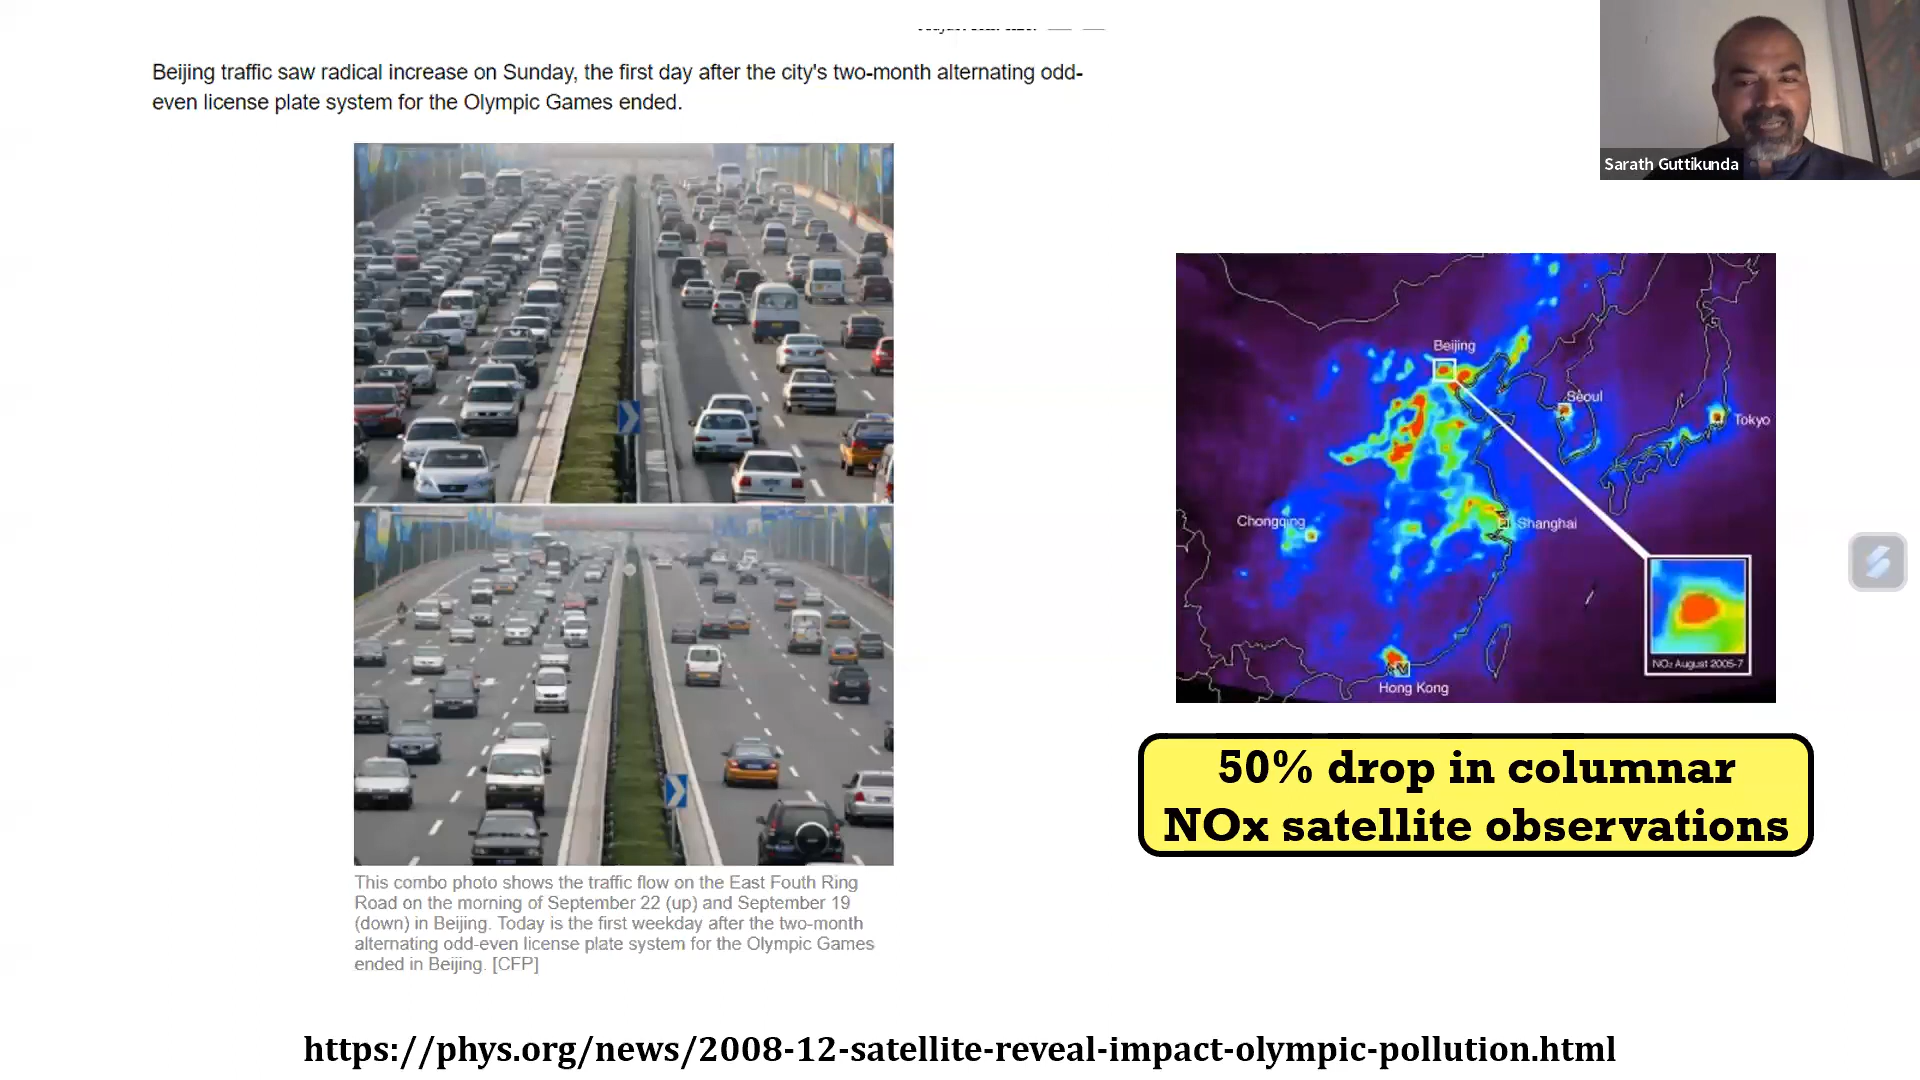 Beijing traffic saw radical increase on Sunday, the first day after the city's two-month alternating odd-
even license plate system for the Olympic Games ended.
Sarath Guttikunda
Beijing
Seoul
Tokyo
Chongqing
Shanghai
Hong Kong
NO₂ August 2005-7
50% drop in columnar
NOx satellite observations
This combo photo shows the traffic flow on the East Fouth Ring
Road on the morning of September 22 (up) and September 19
(down) in Beijing. Today is the first weekday after the two-month
alternating odd-even license plate system for the Olympic Games
ended in Beijing. [CFP]
https://phys.org/news/2008-12-satellite-reveal-impact-olympic-pollution.html